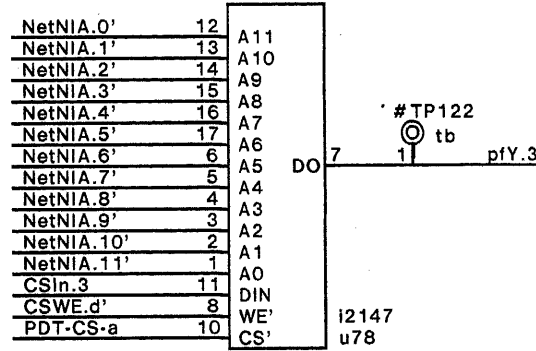 NetNIA.0' 12 A11
NetNIA.1' 13 A10
NetNIA.2' 14 A9
NetNIA.3' 15 A8
NetNIA.4' 16 A7
NetNIA.5' 17 A6
NetNIA.6' 6 A5
NetNIA.7' 5 A4
NetNIA.8' 4 A3
NetNIA.9' 3 A2
NetNIA.10' 2 A1
NetNIA.11' 1 A0
CSIn.3 11 DIN
CSWE.d' 8 WE'
PDT-CS-a 10 CS'
#TP122
tb
DO 7 1 pfY.3
i2147
u78